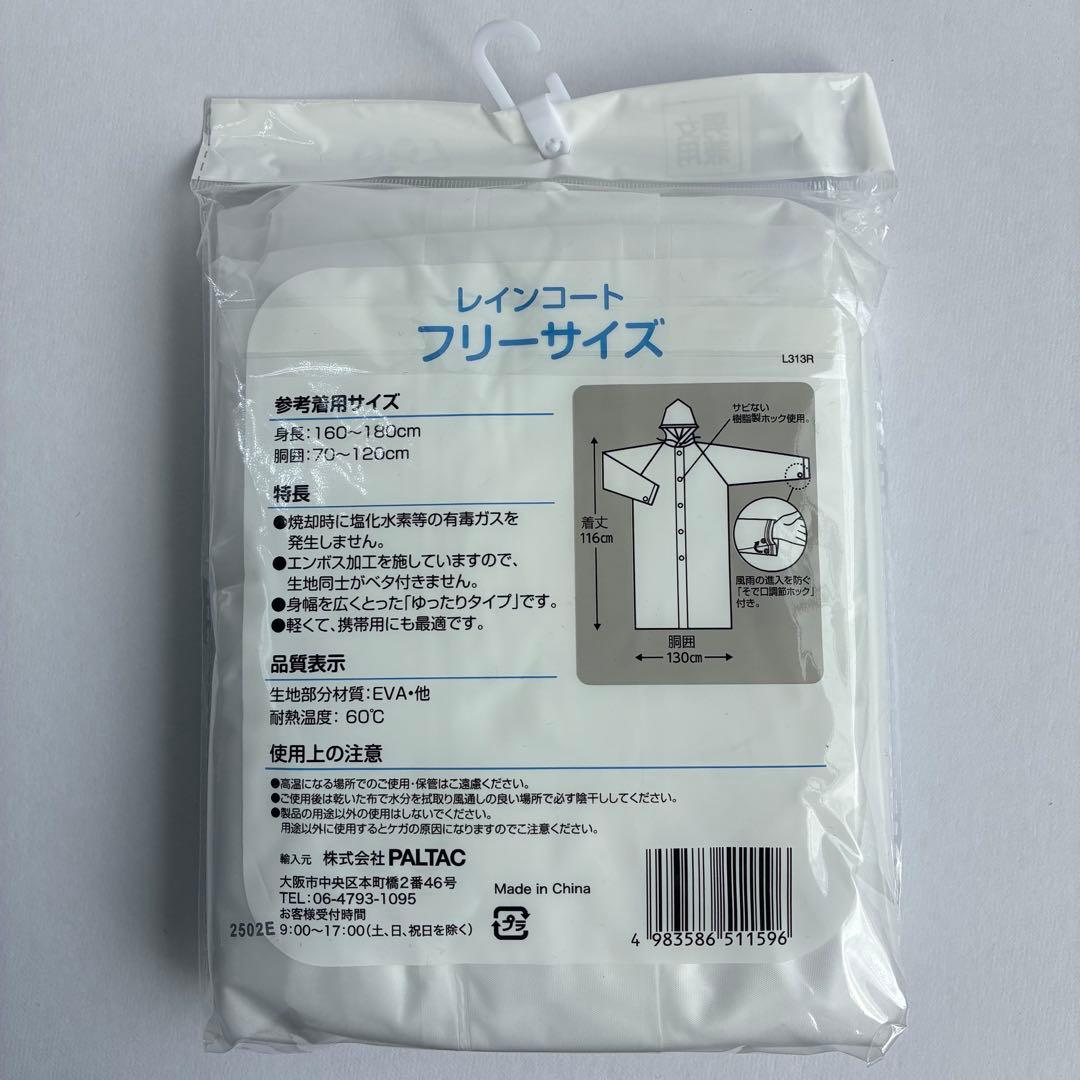 男女
兼用
レインコート
フリーサイズ
L313R
参考着用サイズ
身長:160〜180cm
胴囲:70〜120cm
特長
●焼却時に塩化水素等の有毒ガスを
発生しません。
●エンボス加工を施していますので、
生地同士がベタ付きません。
●身幅を広くとった「ゆったりタイプ」です。
●軽くて、携帯用にも最適です。
サビない
樹脂製ホック使用。
着丈
116cm
風雨の進入を防ぐ
「そで口調節ホック」
付き。
胴囲
130cm
品質表示
生地部分材質:EVA・他
耐熱温度: 60℃
使用上の注意
●高温になる場所でのご使用・保管はご遠慮ください。
●ご使用後は乾いた布で水分を拭取り風通しの良い場所で必ず陰干ししてください。
●製品の用途以外の使用はしないでください。
用途以外に使用するとケガの原因になりますのでご注意ください。
輸入元 株式会社 PALTAC
大阪市中央区本町橋2番46号
TEL:06-4793-1095
お客様受付時間
9:00〜17:00(土、日、祝日を除く)
2502E
Made in China
プラ
4 983586 511596